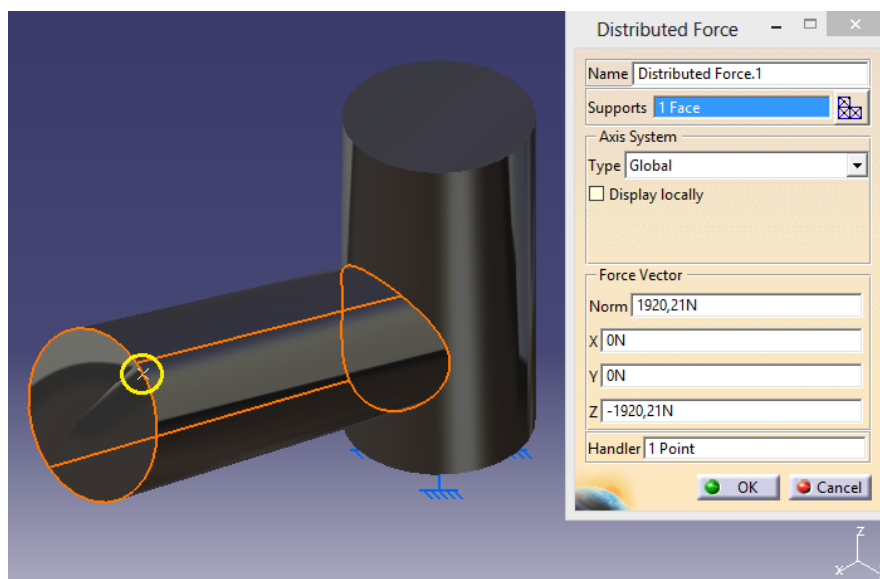 Distributed Force
Name Distributed Force.1
Supports 1 Face
Axis System
Type Global
Display locally
Force Vector
Norm 1920,21N
X 0N
Y 0N
Z -1920,21N
Handler 1 Point
OK Cancel
z
x